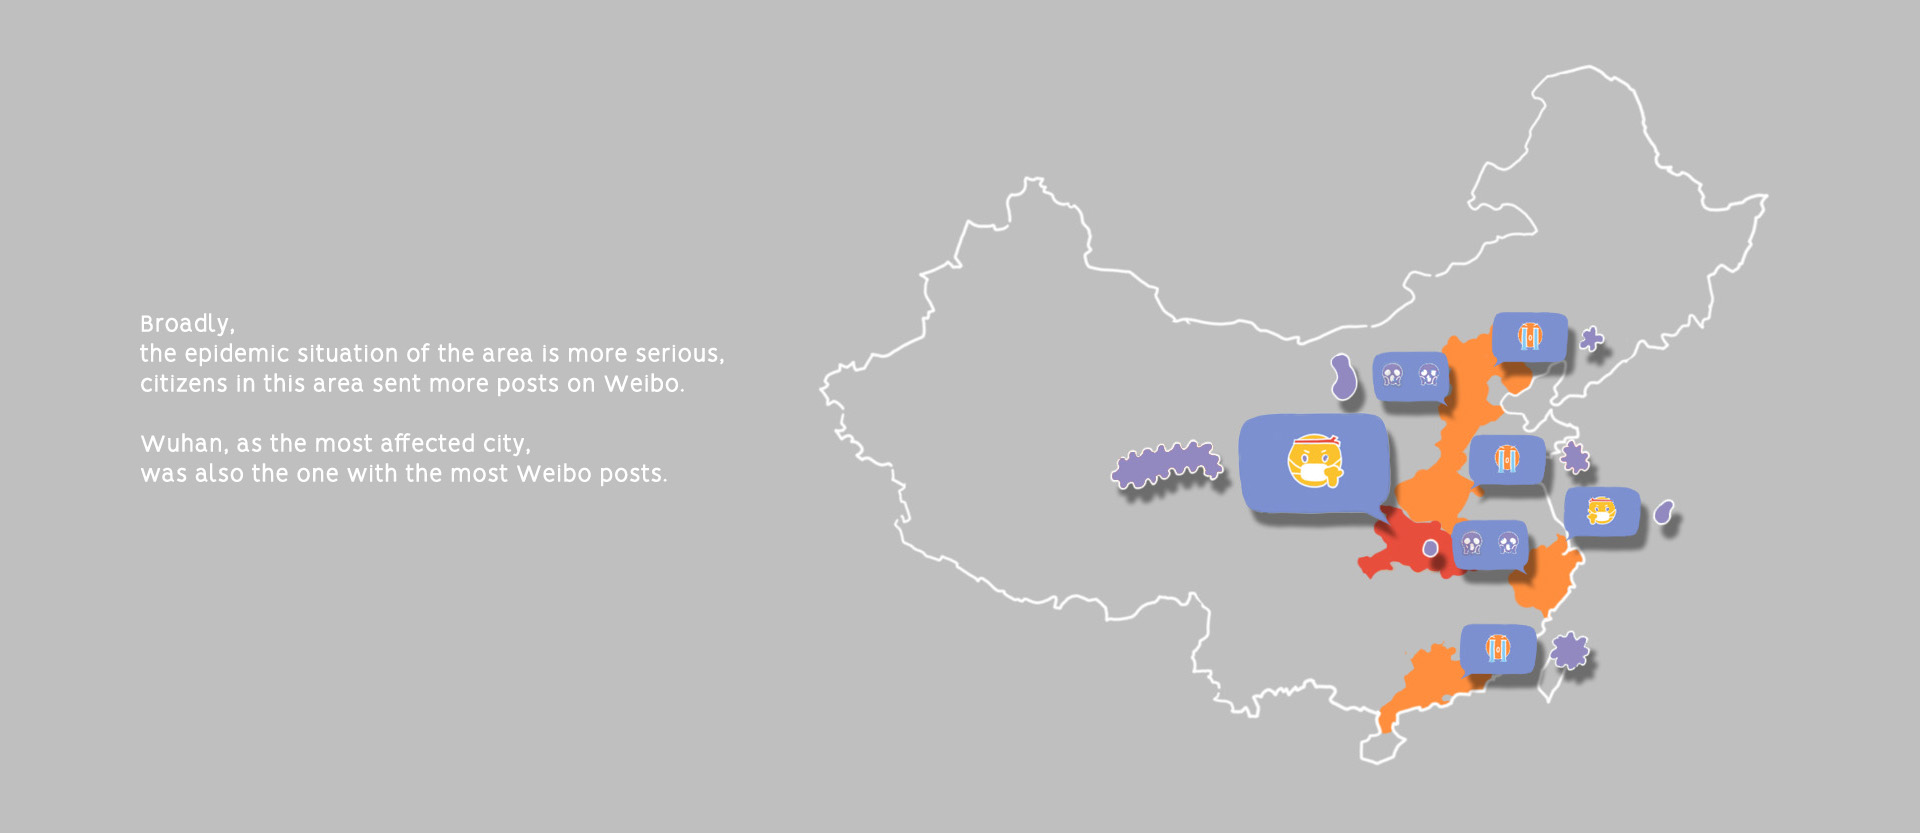 Broadly,
the epidemic situation of the area is more serious,
citizens in this area sent more posts on Weibo.
Wuhan, as the most affected city,
was also the one with the most Weibo posts.